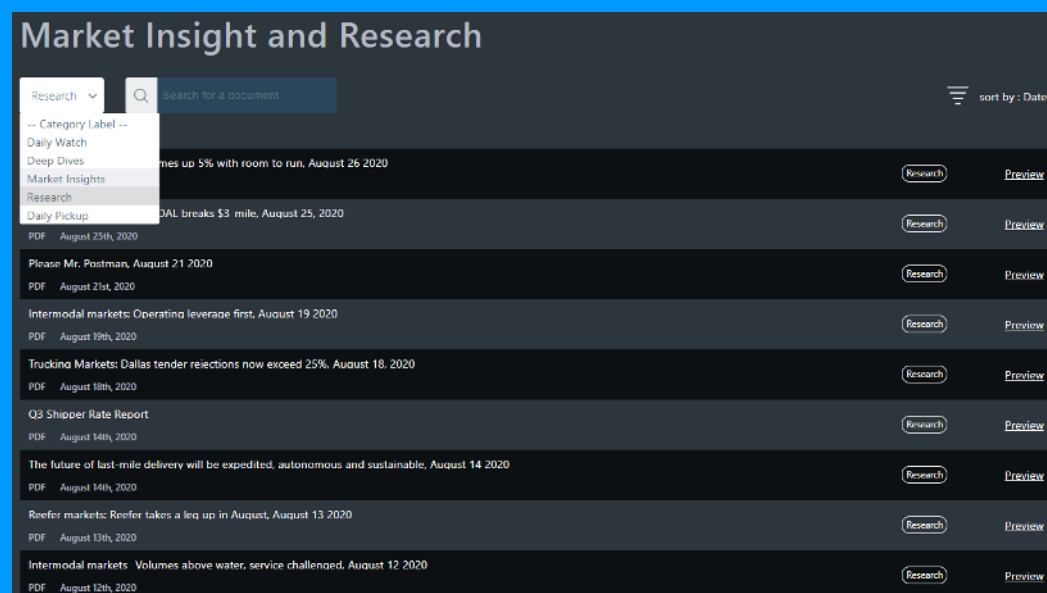 Market Insight and Research
Research
Search for a document
sort by : Date
-- Category Label --
Daily Watch
Deep Dives
Market Insights
Research
Daily Pickup
up 5% with room to run, August 26 2020
Research Preview
breaks $3 mile, August 25, 2020
PDF August 25th, 2020
Research Preview
Please Mr. Postman, August 21 2020
PDF August 21st, 2020
Research Preview
Intermodal markets: Operating leverage first, August 19 2020
PDF August 19th, 2020
Research Preview
Trucking Markets: Dallas tender rejections now exceed 25%, August 18, 2020
PDF August 18th, 2020
Research Preview
Q3 Shipper Rate Report
PDF August 14th, 2020
Research Preview
The future of last-mile delivery will be expedited, autonomous and sustainable, August 14 2020
PDF August 14th, 2020
Research Preview
Reefer markets: Reefer takes a leg up in August, August 13 2020
PDF August 13th, 2020
Research Preview
Intermodal markets Volumes above water, service challenged, August 12 2020
PDF August 12th, 2020
Research Preview